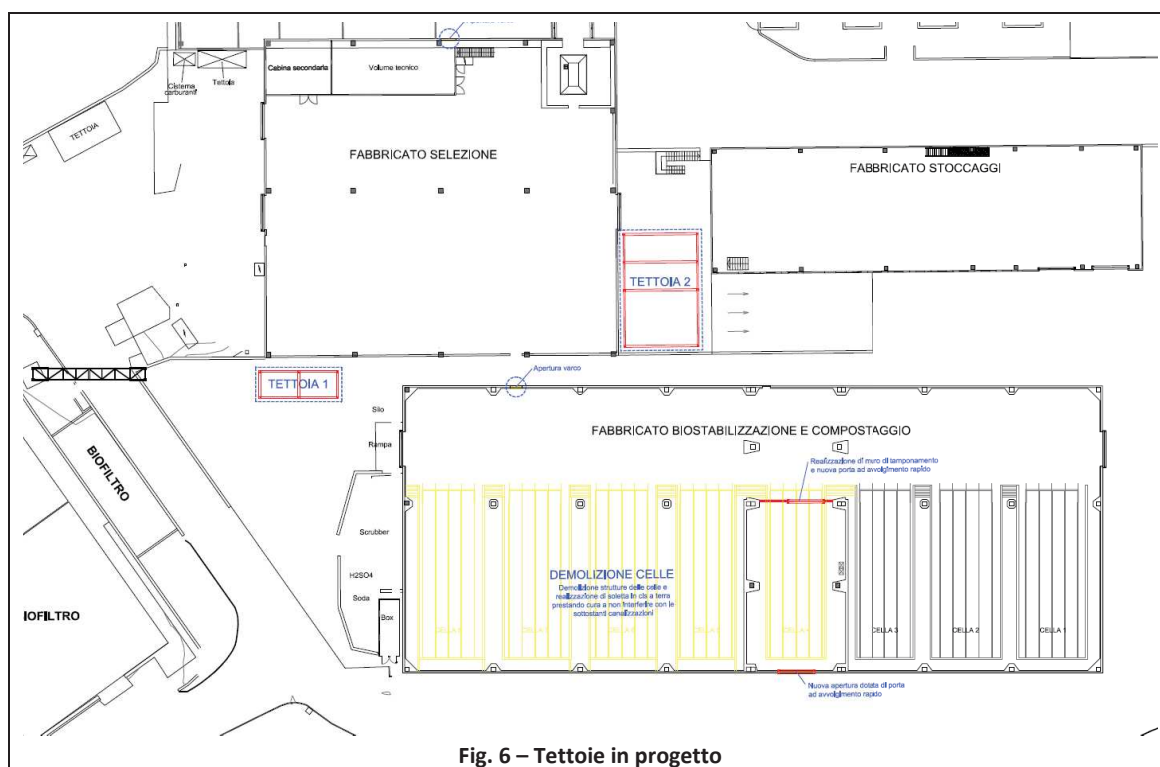 Cabina secondaria
Volume tecnico
Cisterna
carburanti
Tettoia
TETTOIA
FABBRICATO SELEZIONE
FABBRICATO STOCCAGGI
TETTOIA 2
TETTOIA 1
Apertura varco
Silo
FABBRICATO BIOSTABILIZZAZIONE E COMPOSTAGGIO
Rampa
BIOFILTRO
Realizzazione di muro di tamponamento
e nuova porta ad avvolgimento rapido
Scrubber
DEMOLIZIONE CELLE
Demolizione strutture delle celle e
realizzazione di soletta in cls a terra
prestando cura a non interferire con le
sottostanti canalizzazioni
H2SO4
Soda
Box
IOFILTRO
CELLA 3
CELLA 2
CELLA 1
Nuova apertura dotata di porta
ad avvolgimento rapido
Fig. 6 – Tettoie in progetto